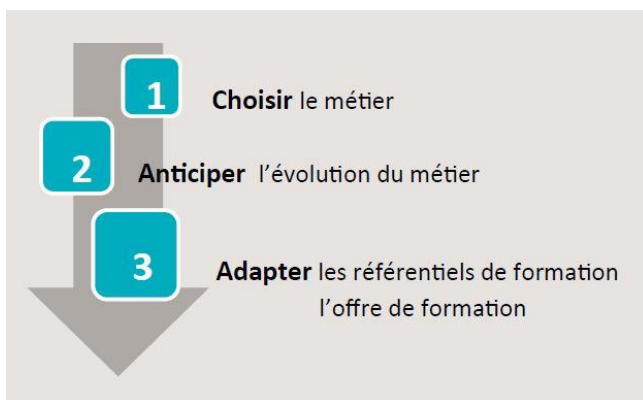 1
Choisir le métier
2
Anticiper l’évolution du métier
3
Adapter les référentiels de formation
l’offre de formation